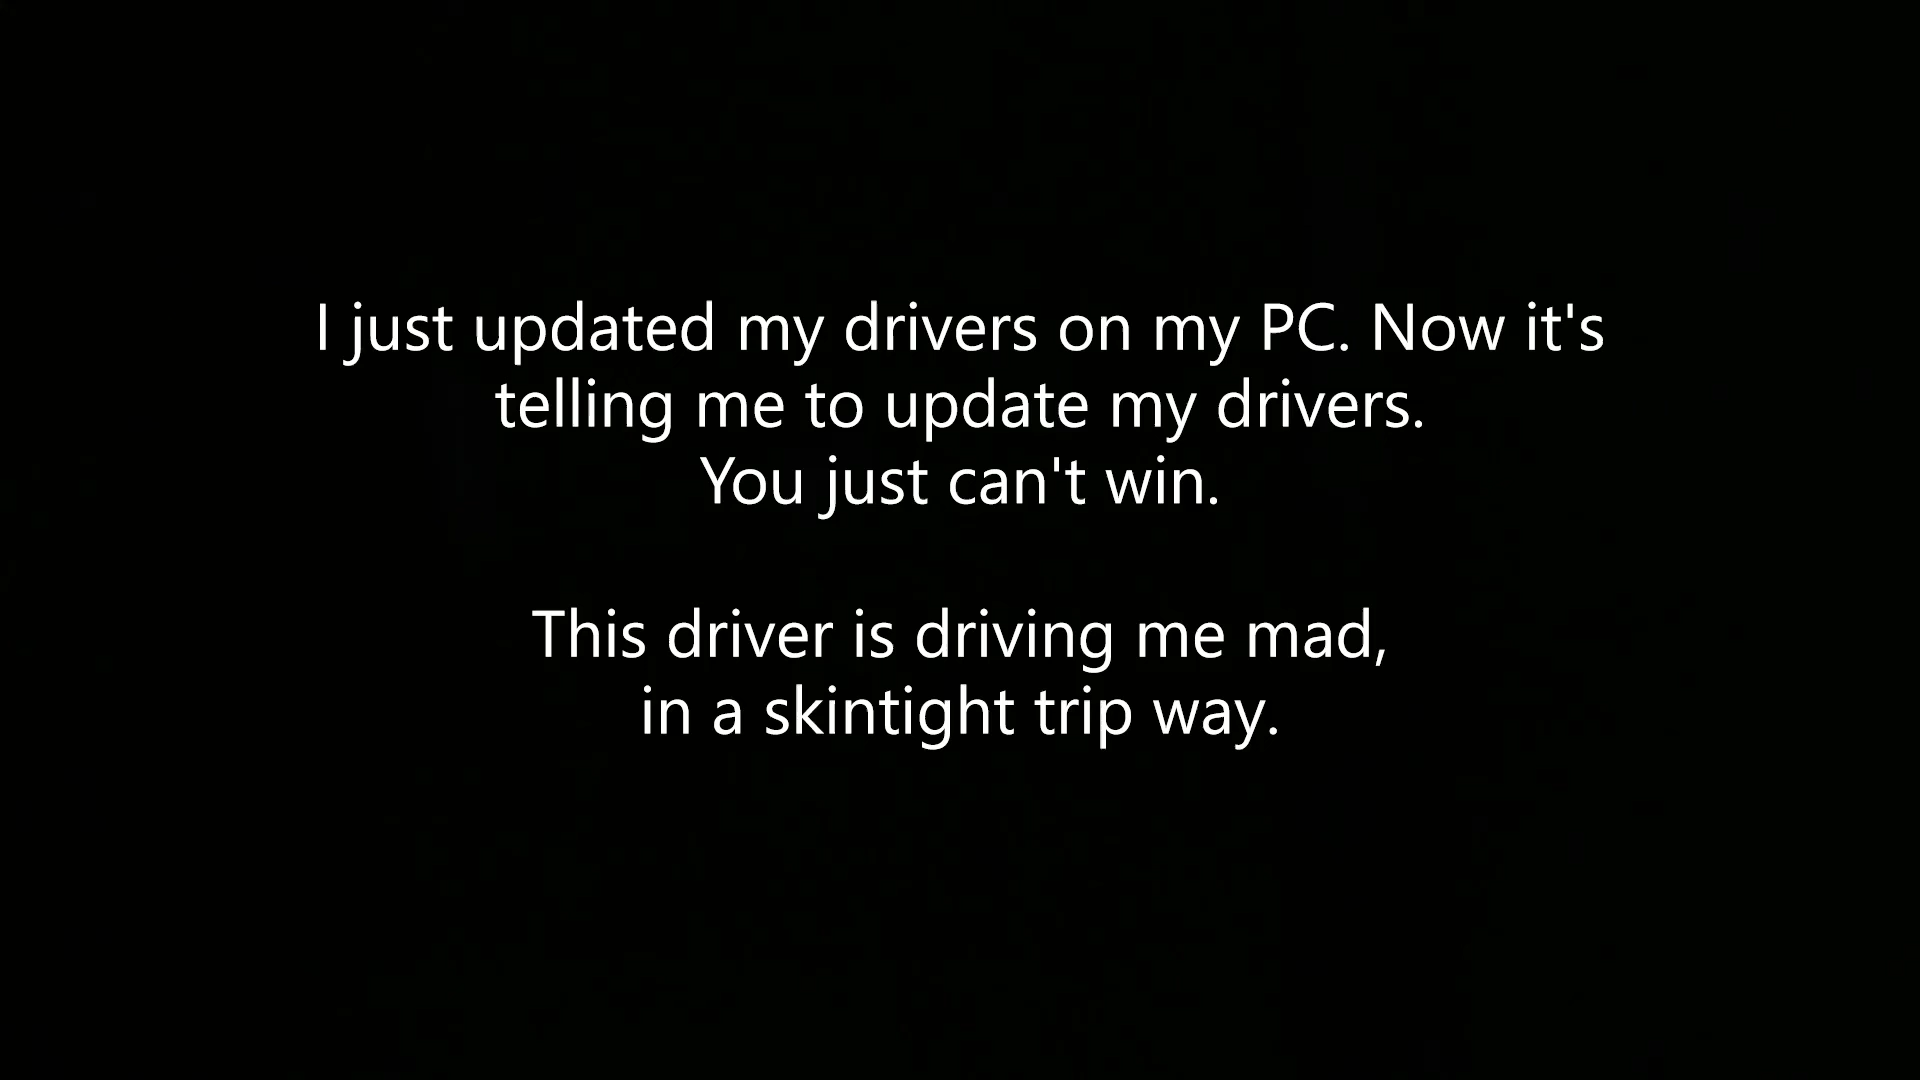 I just updated my drivers on my PC. Now it's
telling me to update my drivers.
You just can't win.
This driver is driving me mad,
in a skintight trip way.